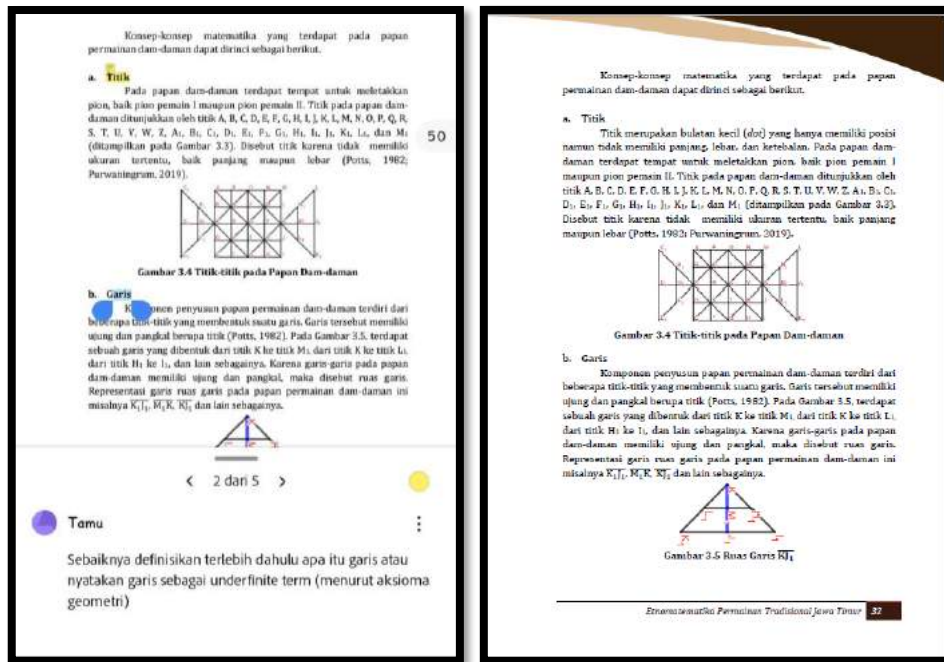 Konsep-konsep matematika yang terdapat pada papan
permainan dam-daman dapat dirinci sebagai berikut.
a. Titik
Pada papan dam-daman terdapat tempat untuk meletakkan
pion, baik pion pemain I maupun pion pemain II. Titik pada papan dam-
daman ditunjukkan oleh titik A, B, C, D, E, F, G, H, I, J, K, L, M, N, O, P, Q, R,
S, T, U, V, W, Z, A₁, B₁, C₁, D₁, E₁, F₁, G₁, H₁, I₁, J₁, K₁, L₁, dan M₁
(ditampilkan pada Gambar 3.3). Disebut titik karena tidak memiliki
ukuran tertentu, baik panjang maupun lebar (Potts, 1982;
Purwaningrum, 2019).
50
Gambar 3.4 Titik-titik pada Papan Dam-daman
b. Garis
penyusun papan permainan dam-daman terdiri dari
beberapa titik-titik yang membentuk suatu garis. Garis tersebut memiliki
ujung dan pangkal berupa titik (Potts, 1982). Pada Gambar 3.5, terdapat
sebuah garis yang dibentuk dari titik K ke titik M₁, dari titik K ke titik L₁,
dari titik H₁ ke I₁, dan lain sebagainya. Karena garis-garis pada papan
dam-daman memiliki ujung dan pangkal, maka disebut ruas garis.
Representasi garis ruas garis pada papan permainan dam-daman ini
misalnya K₁J₁, M₁K, KJ₁ dan lain sebagainya.
2 dari 5
Tamu
Sebaiknya definisikan terlebih dahulu apa itu garis atau
nyatakan garis sebagai underfinite term (menurut aksioma
geometri)
Konsep-konsep matematika yang terdapat pada papan
permainan dam-daman dapat dirinci sebagai berikut.
a. Titik
Titik merupakan bulatan kecil (dot) yang hanya memiliki posisi
namun tidak memiliki panjang, lebar, dan ketebalan. Pada papan dam-
daman terdapat tempat untuk meletakkan pion, baik pion pemain I
maupun pion pemain II. Titik pada papan dam-daman ditunjukkan oleh
titik A, B, C, D, E, F, G, H, I, J, K, L, M, N, O, P, Q, R, S, T, U, V, W, Z, A₁, B₁, C₁,
D₁, E₁, F₁, G₁, H₁, I₁, J₁, K₁, L₁, dan M₁ (ditampilkan pada Gambar 3.3).
Disebut titik karena tidak memiliki ukuran tertentu, baik panjang
maupun lebar (Potts, 1982; Purwaningrum, 2019).
Gambar 3.4 Titik-titik pada Papan Dam-daman
b. Garis
Komponen penyusun papan permainan dam-daman terdiri dari
beberapa titik-titik yang membentuk suatu garis. Garis tersebut memiliki
ujung dan pangkal berupa titik (Potts, 1982). Pada Gambar 3.5, terdapat
sebuah garis yang dibentuk dari titik K ke titik M₁, dari titik K ke titik L₁,
dari titik H₁ ke I₁, dan lain sebagainya. Karena garis-garis pada papan
dam-daman memiliki ujung dan pangkal, maka disebut ruas garis.
Representasi garis ruas garis pada papan permainan dam-daman ini
misalnya K₁J₁, M₁K, KJ₁ dan lain sebagainya.
Gambar 3.5 Ruas Garis KJ₁
Etnomatematika Permainan Tradisional Jawa Timur 32